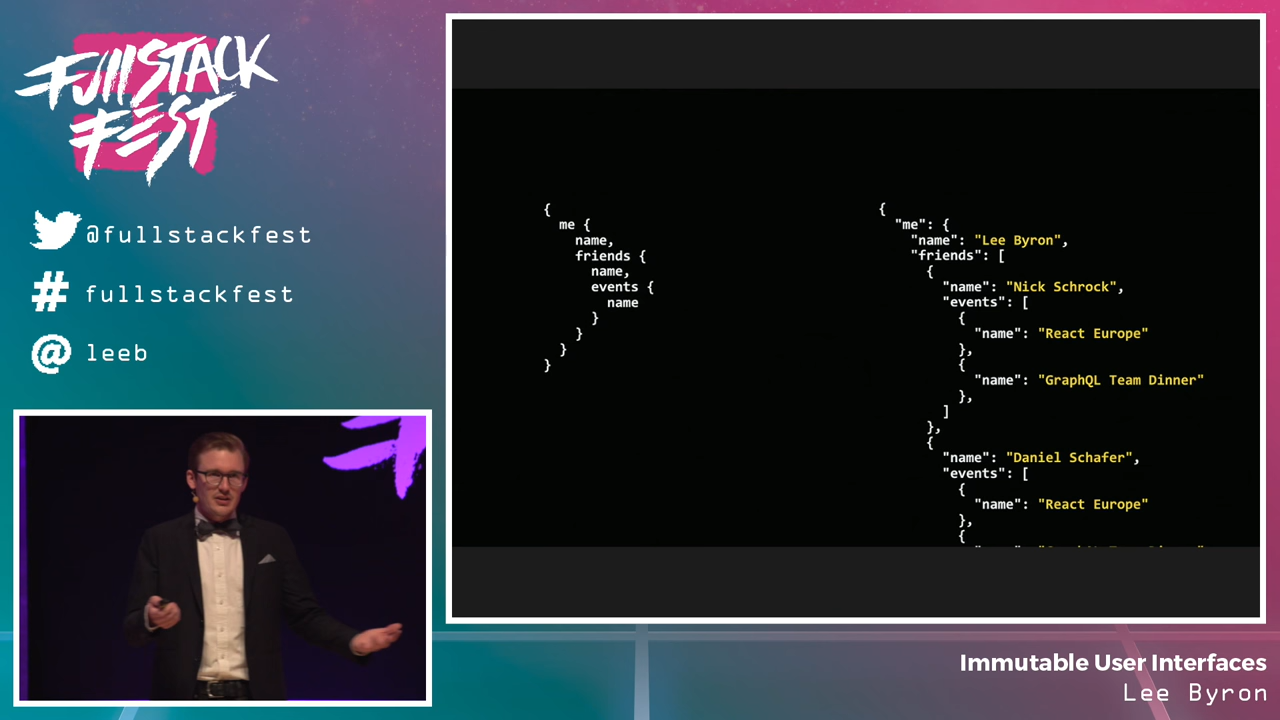 FullSTACK
FEST
@fullstackfest
# fullstackfest
@ leeb
{
me {
name,
friends {
name,
events {
name
}
}
}
}
{
"me": {
"name": "Lee Byron",
"friends": [
{
"name": "Nick Schrock",
"events": [
{
"name": "React Europe"
},
{
"name": "GraphQL Team Dinner"
},
]
},
{
"name": "Daniel Schafer",
"events": [
{
"name": "React Europe"
},
{
Immutable User Interfaces
Lee Byron